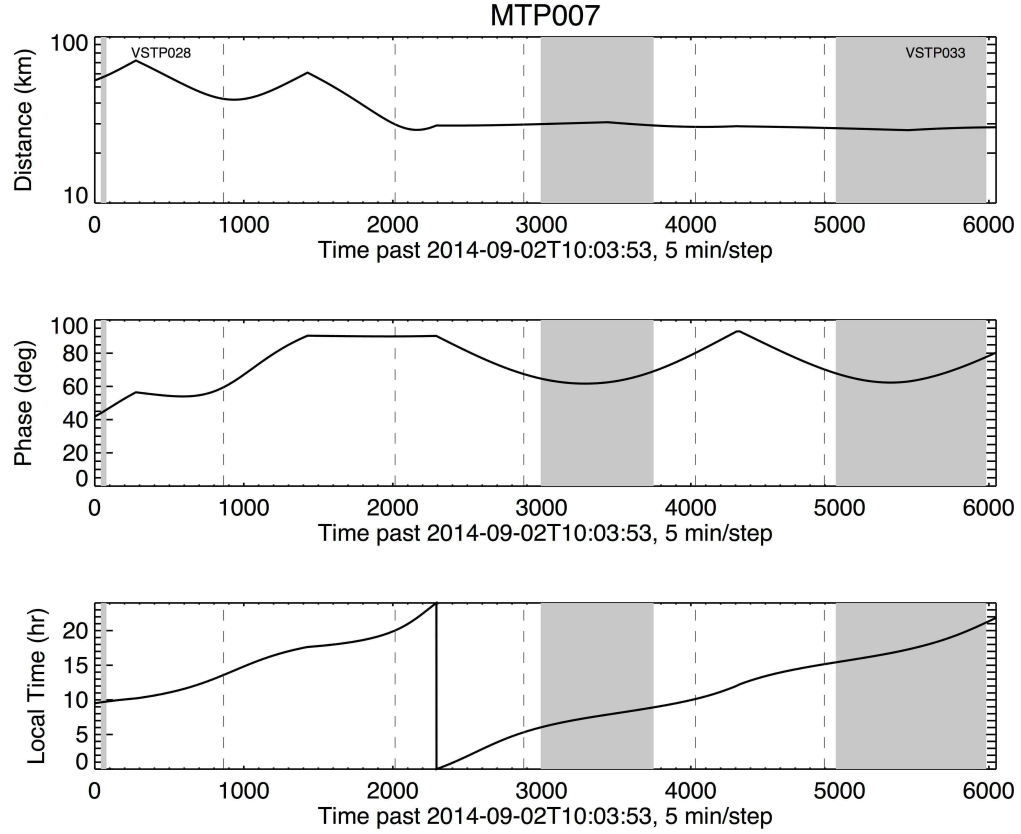 MTP007
100
10
Distance (km)
VSTP028
VSTP033
0 1000 2000 3000 4000 5000 6000
Time past 2014-09-02T10:03:53, 5 min/step
100
80
60
40
20
0
Phase (deg)
0 1000 2000 3000 4000 5000 6000
Time past 2014-09-02T10:03:53, 5 min/step
20
15
10
5
0
Local Time (hr)
0 1000 2000 3000 4000 5000 6000
Time past 2014-09-02T10:03:53, 5 min/step